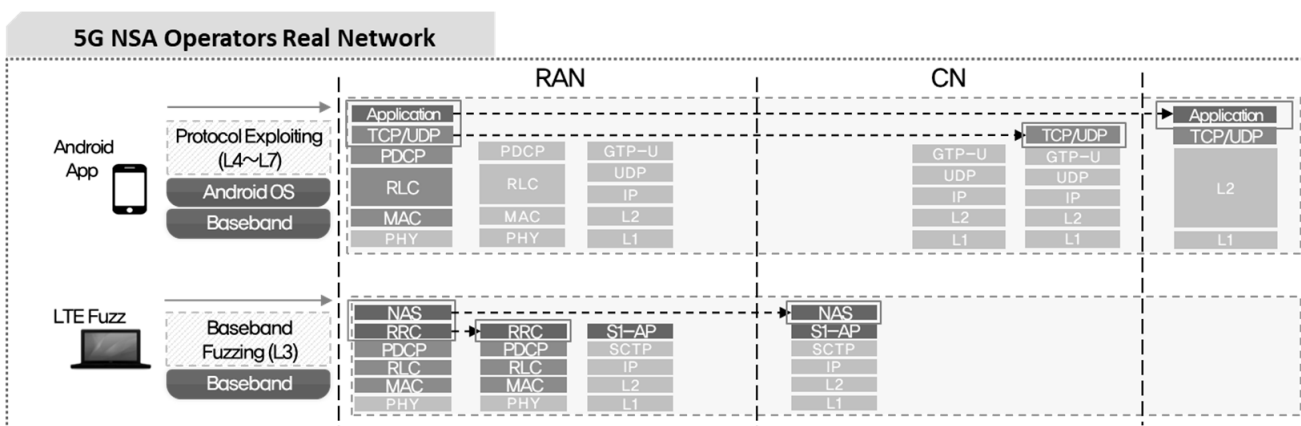 5G NSA Operators Real Network
RAN
CN
Android
App
Protocol Exploiting
(L4~L7)
Android OS
Baseband
Application
TCP/UDP
PDCP
RLC
MAC
PHY
PDCP
RLC
MAC
PHY
GTP-U
UDP
IP
L2
L1
GTP-U
UDP
IP
L2
L1
TCP/UDP
GTP-U
UDP
IP
L2
L1
Application
TCP/UDP
L2
L1
LTE Fuzz
Baseband
Fuzzing (L3)
Baseband
NAS
RRC
PDCP
RLC
MAC
PHY
RRC
PDCP
RLC
MAC
PHY
S1-AP
SCTP
IP
L2
L1
NAS
S1-AP
SCTP
IP
L2
L1